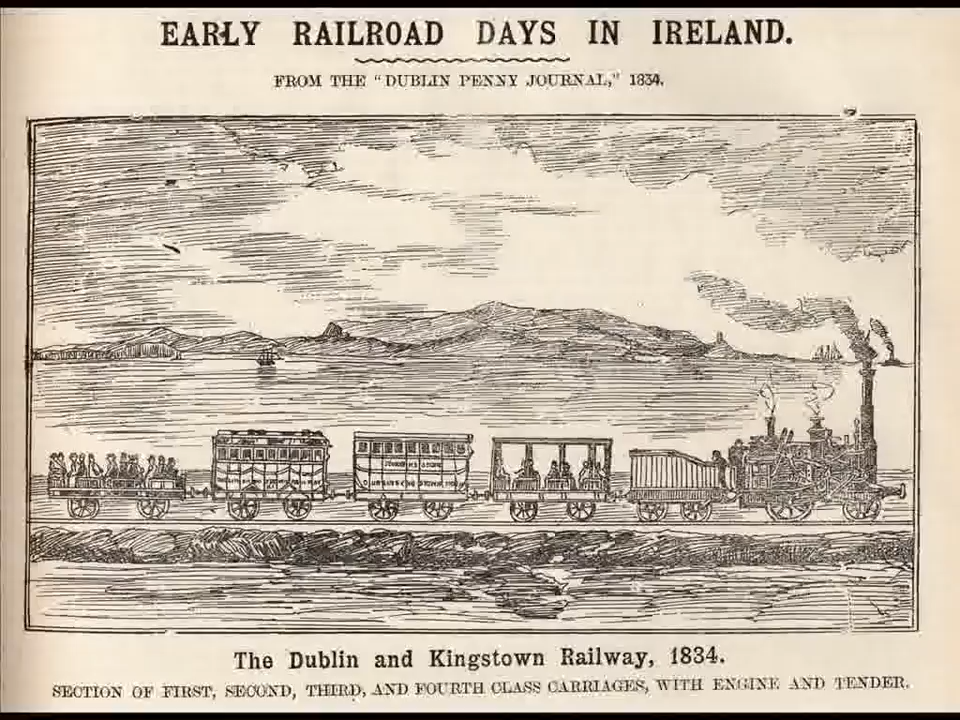 EARLY RAILROAD DAYS IN IRELAND.
FROM THE "DUBLIN PENNY JOURNAL," 1834.
The Dublin and Kingstown Railway, 1834.
SECTION OF FIRST, SECOND, THIRD, AND FOURTH CLASS CARRIAGES, WITH ENGINE AND TENDER.